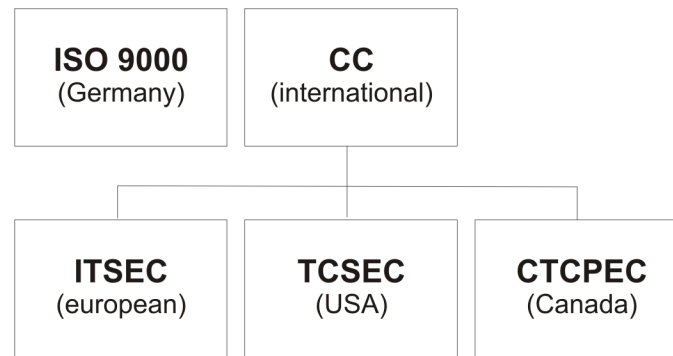 ISO 9000
(Germany)
CC
(international)
ITSEC
(european)
TCSEC
(USA)
CTCPEC
(Canada)